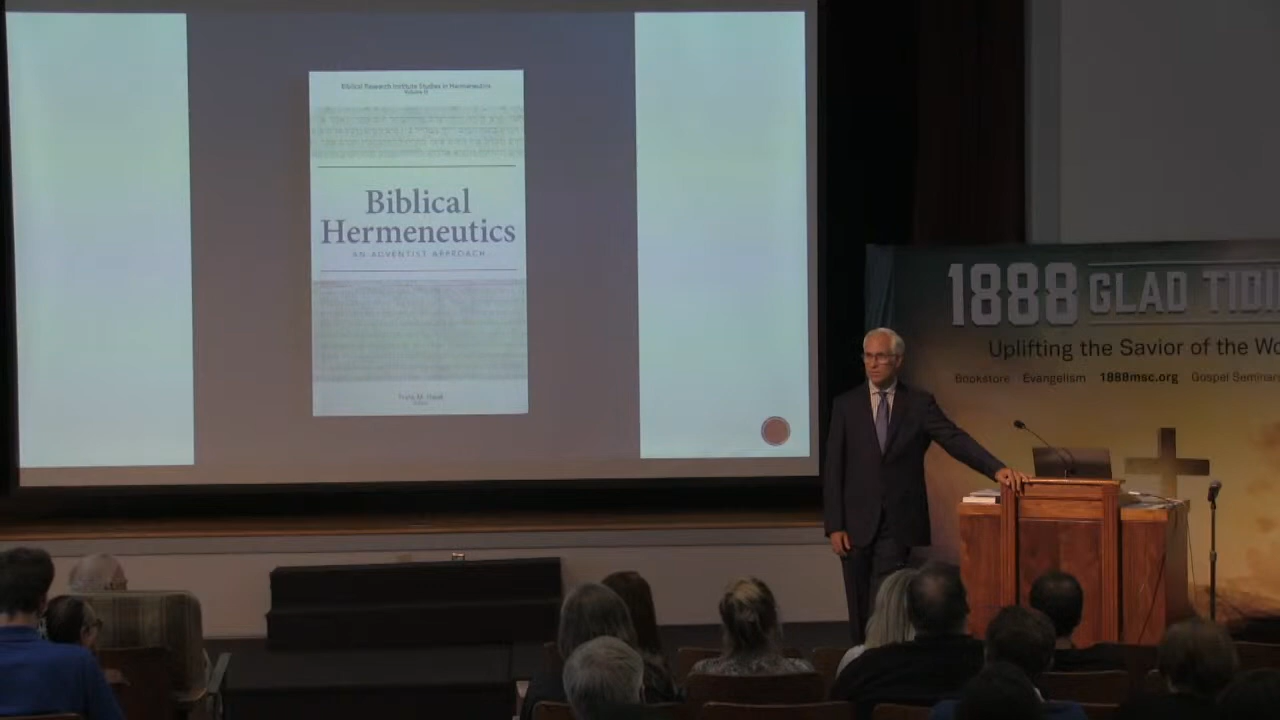 Biblical Research Institute Studies in Hermeneutics
Biblical
Hermeneutics
AN ADVENTIST APPROACH
1888 GLAD TIDI
Uplifting the Savior of the Wo
Bookstore Evangelism 1888msc.org Gospel Seminar